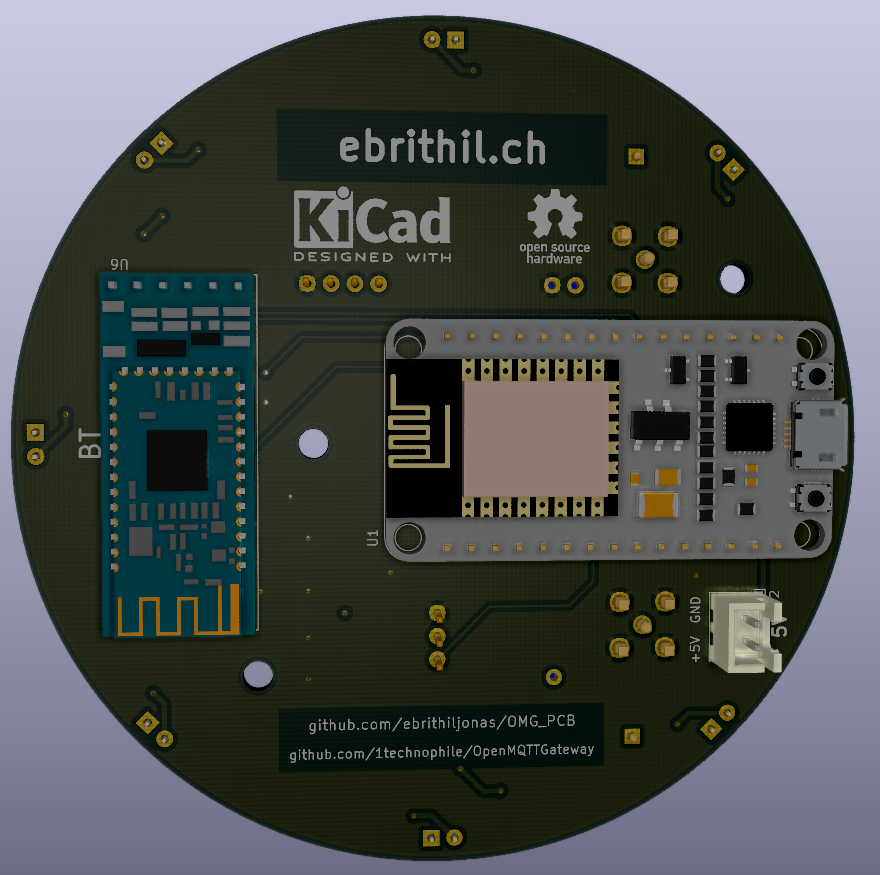 ebrithil.ch
KiCad
DESIGNED WITH
open source
hardware
U6
BT
U1
GND
+5V
2
5V
github.com/ebrithiljonas/OMG_PCB
github.com/1technophile/OpenMQTTGateway